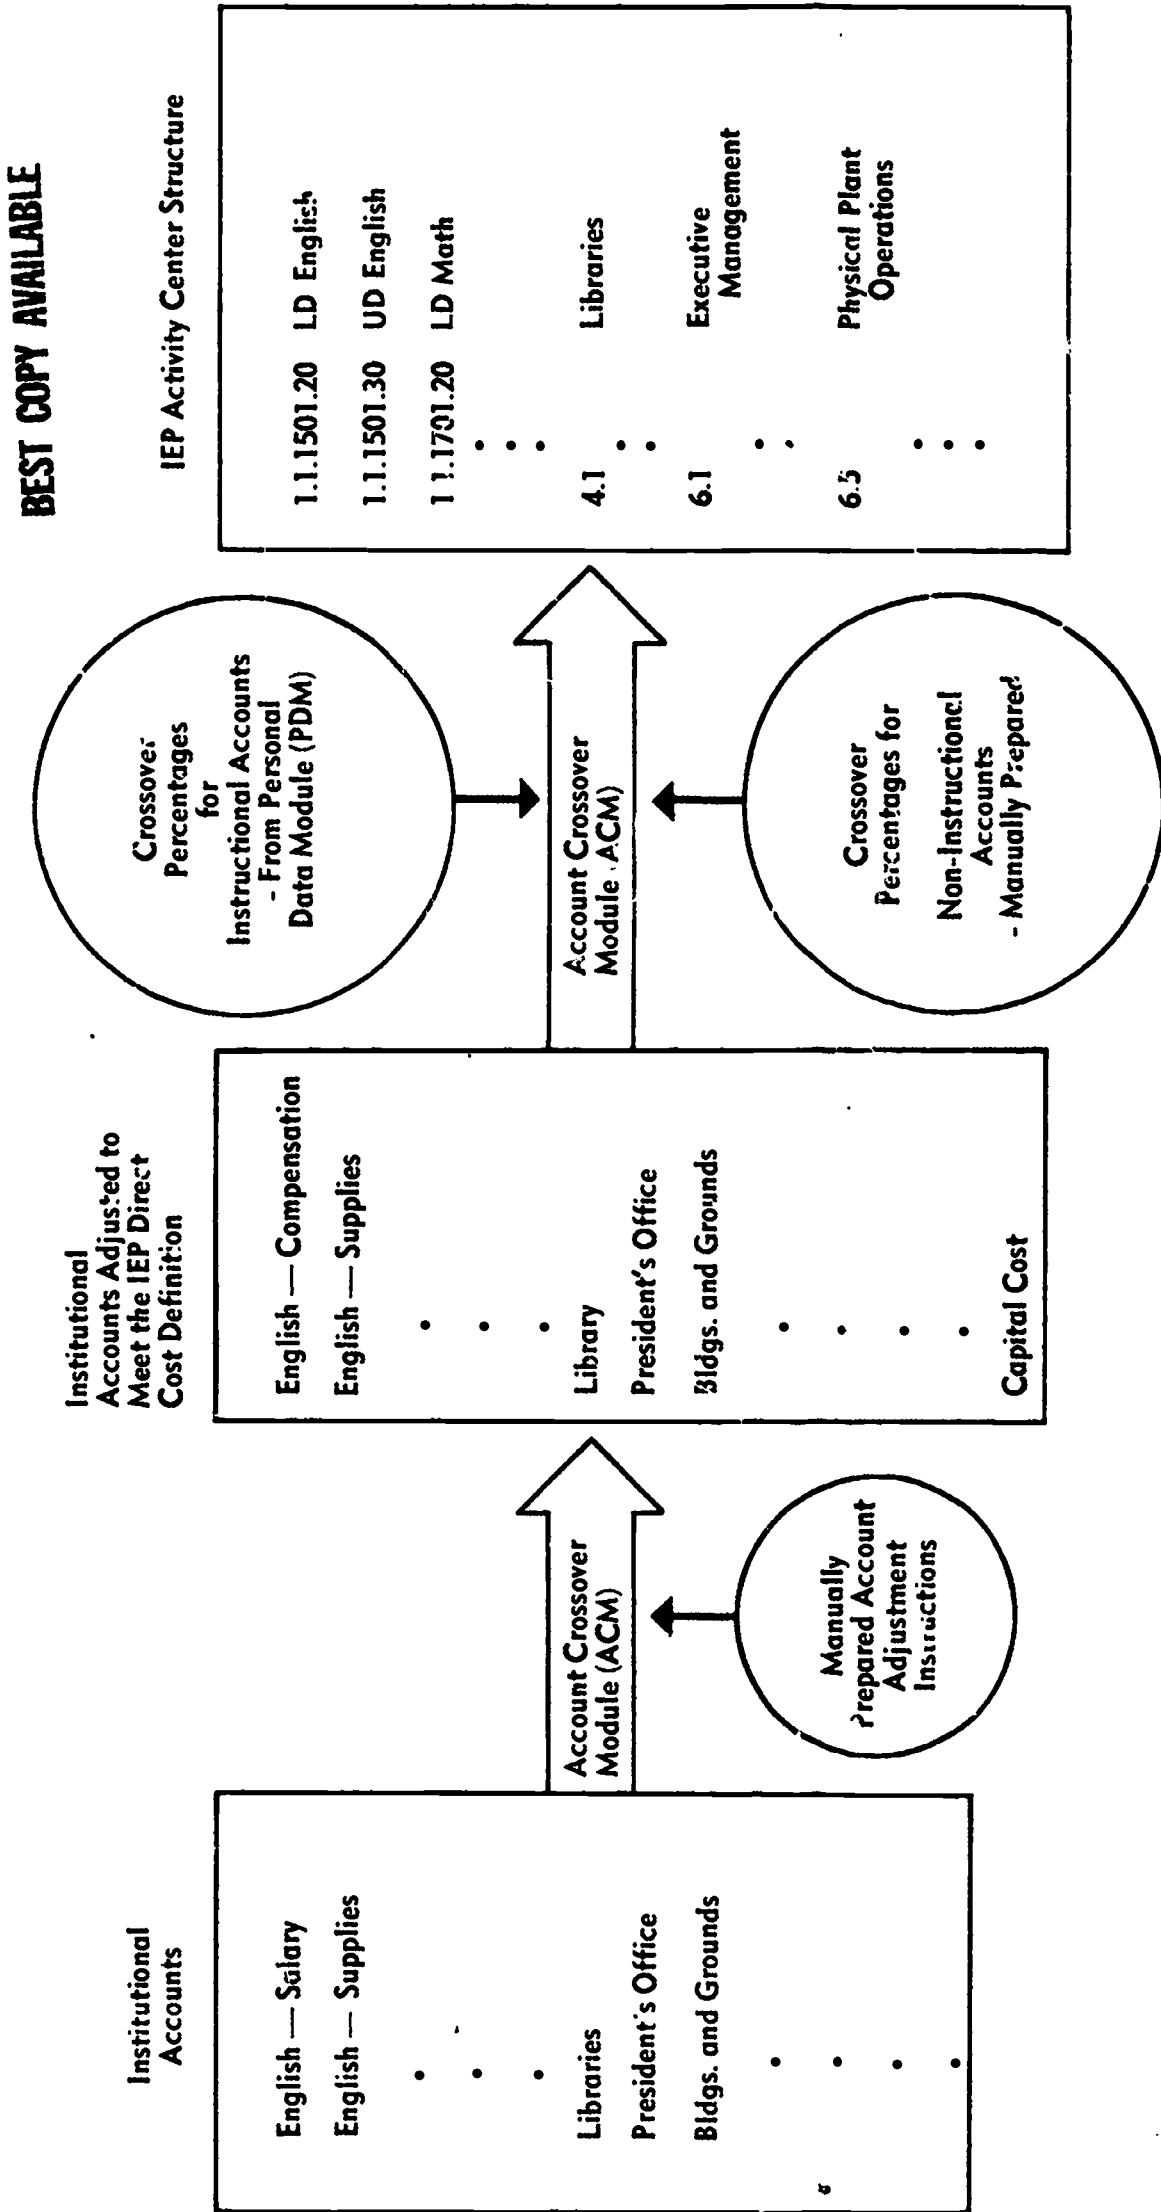 BEST COPY AVAILABLE
Institutional
Accounts
English — Salary
English — Supplies
Libraries
President's Office
Bldgs. and Grounds
Account Crossover
Module (ACM)
Manually
Prepared Account
Adjustment
Instructions
Institutional
Accounts Adjusted to
Meet the IEP Direct
Cost Definition
English — Compensation
English — Supplies
Library
President's Office
Bldgs. and Grounds
Capital Cost
Crossover
Percentages
for
Instructional Accounts
- From Personal
Data Module (PDM)
Account Crossover
Module (ACM)
Crossover
Percentages for
Non-Instructional
Accounts
- Manually Prepared
IEP Activity Center Structure
1.1.1501.20 LD English
1.1.1501.30 UD English
1.1.1701.20 LD Math
4.1 Libraries
6.1 Executive
Management
6.5 Physical Plant
Operations